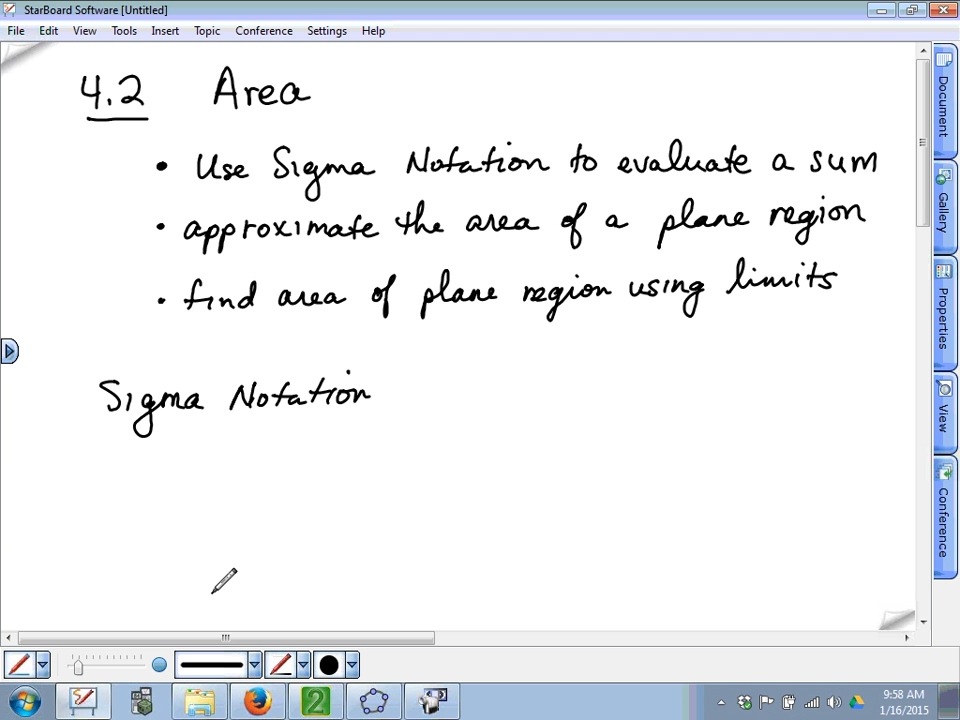 StarBoard Software [Untitled]
File Edit View Tools Insert Topic Conference Settings Help
4.2 Area
• Use Sigma Notation to evaluate a sum
• approximate the area of a plane region
• find area of plane region using limits
Sigma Notation
Document
Gallery
Properties
View
Conference
2
9:58 AM
1/16/2015